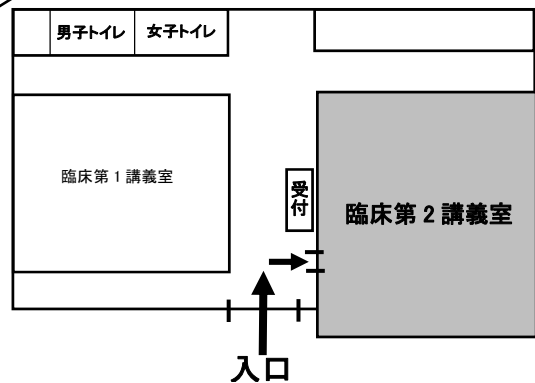 男子トイレ
女子トイレ
臨床第1講義室
受付
臨床第2講義室
入口